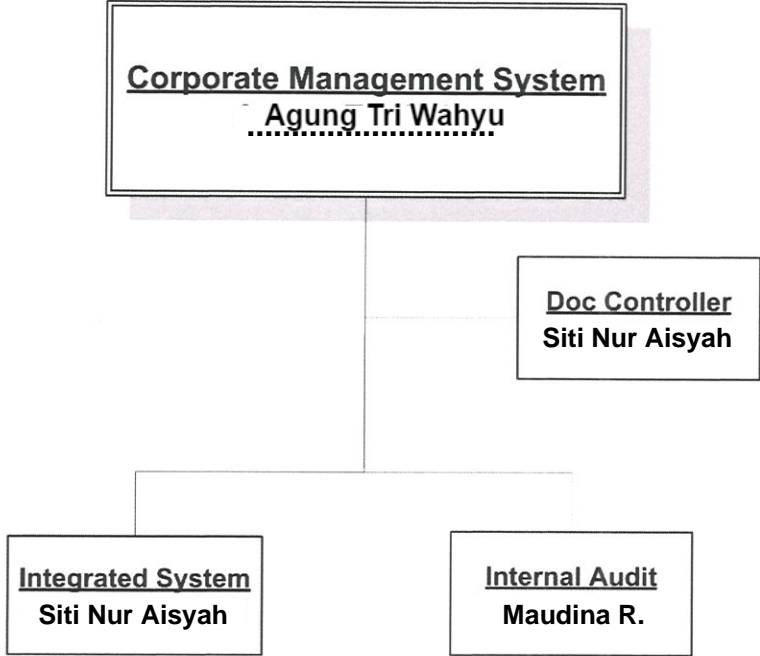 Corporate Management System
Agung Tri Wahyu
Doc Controller
Siti Nur Aisyah
Integrated System
Siti Nur Aisyah
Internal Audit
Maudina R.